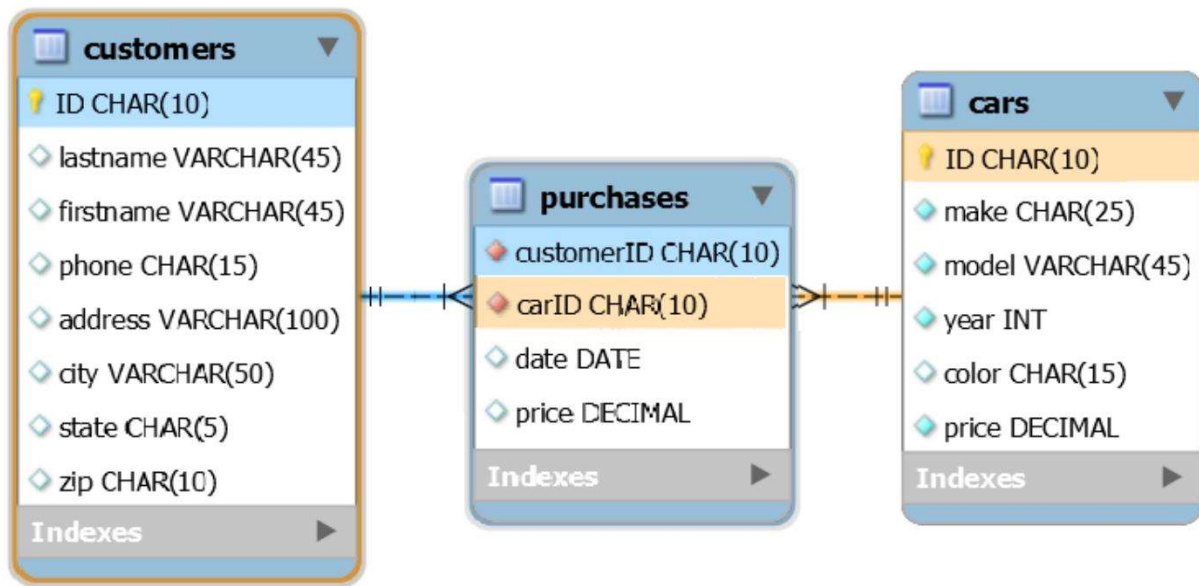 customers
ID CHAR(10)
lastname VARCHAR(45)
firstname VARCHAR(45)
phone CHAR(15)
address VARCHAR(100)
city VARCHAR(50)
state CHAR(5)
zip CHAR(10)
Indexes
purchases
customerID CHAR(10)
carID CHAR(10)
date DATE
price DECIMAL
Indexes
cars
ID CHAR(10)
make CHAR(25)
model VARCHAR(45)
year INT
color CHAR(15)
price DECIMAL
Indexes